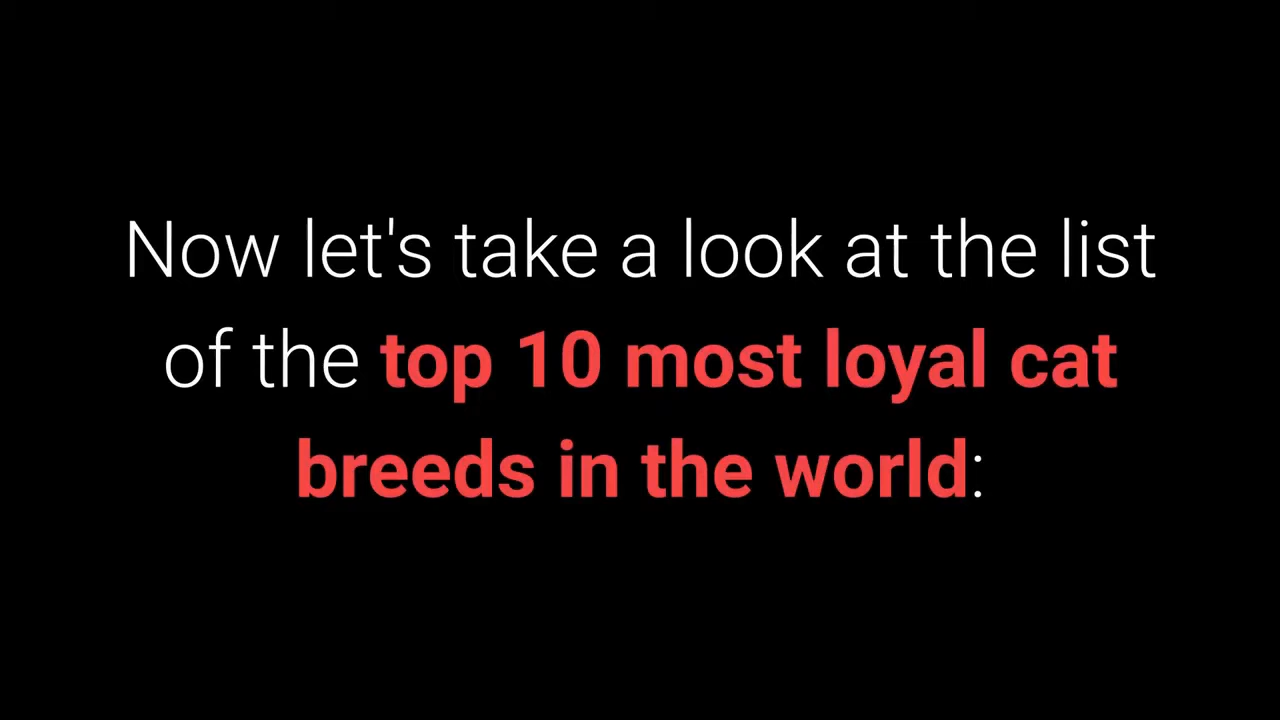 Now let's take a look at the list
of the top 10 most loyal cat
breeds in the world: